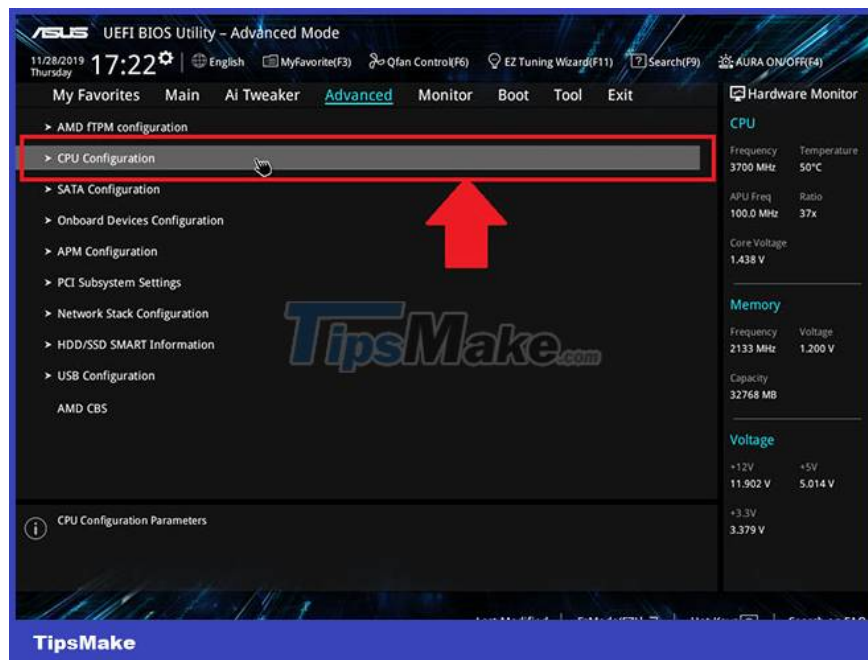 ASUS UEFI BIOS Utility – Advanced Mode
11/28/2019 Thursday 17:22 English MyFavorite(F3) Qfan Control(F6) EZ Tuning Wizard(F11) ? Search(F9) AURA ON/OFF(F4)
My Favorites Main Ai Tweaker Advanced Monitor Boot Tool Exit
> AMD fTPM configuration
> CPU Configuration
> SATA Configuration
> Onboard Devices Configuration
> APM Configuration
> PCI Subsystem Settings
> Network Stack Configuration
> HDD/SSD SMART Information
> USB Configuration
AMD CBS
i CPU Configuration Parameters
Hardware Monitor
CPU
Frequency Temperature
3700 MHz 50°C
APU Freq Ratio
100.0 MHz 37x
Core Voltage
1.438 V
Memory
Frequency Voltage
2133 MHz 1.200 V
Capacity
32768 MB
Voltage
+12V +5V
11.902 V 5.014 V
+3.3V
3.379 V
TipsMake.com
TipsMake